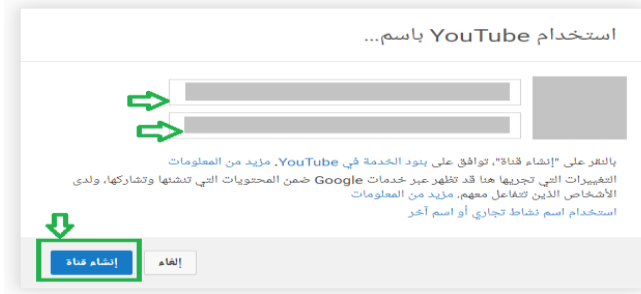 استخدام YouTube باسم...
بالنقر على "إنشاء قناة"، توافق على بنود الخدمة في YouTube. مزيد من المعلومات
التغييرات التي تجريها هنا قد تظهر عبر خدمات Google ضمن المحتويات التي تنشئها وتشاركها، ولدى
الأشخاص الذين تتفاعل معهم. مزيد من المعلومات
استخدام اسم نشاط تجاري أو اسم آخر
إلغاء
إنشاء قناة